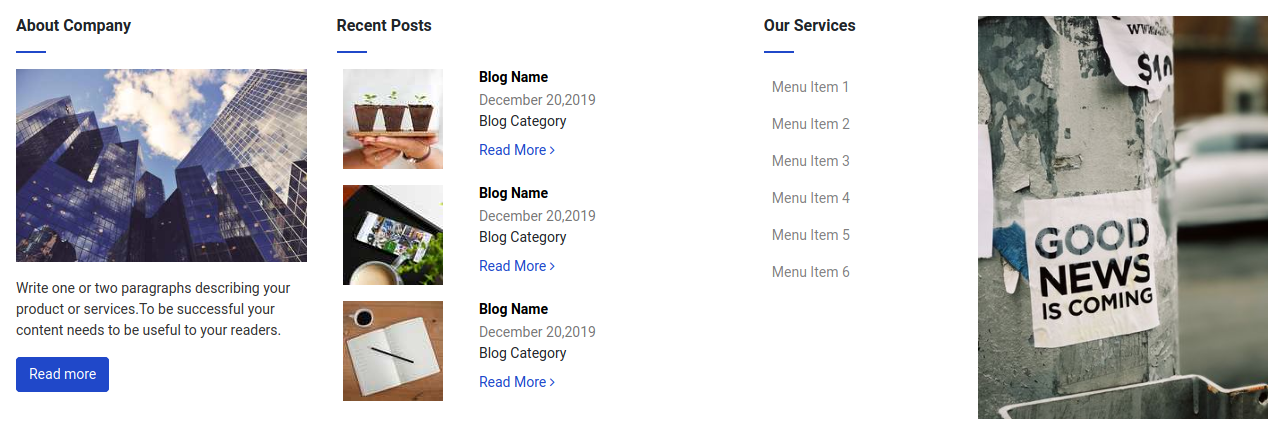 About Company
Write one or two paragraphs describing your
product or services.To be successful your
content needs to be useful to your readers.
Read more
Recent Posts
Blog Name
December 20,2019
Blog Category
Read More
Blog Name
December 20,2019
Blog Category
Read More
Blog Name
December 20,2019
Blog Category
Read More
Our Services
Menu Item 1
Menu Item 2
Menu Item 3
Menu Item 4
Menu Item 5
Menu Item 6
GOOD
NEWS
IS COMING